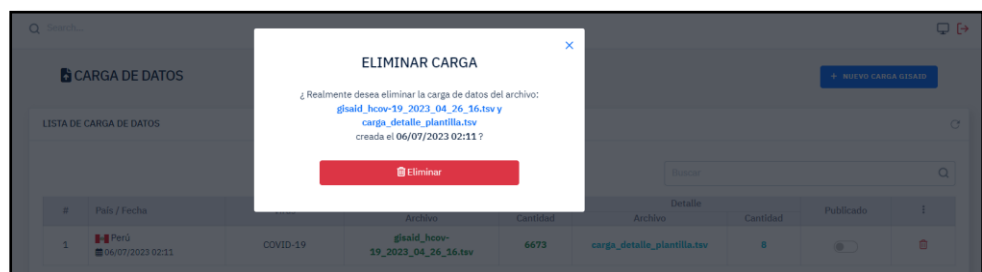 Search...
×
ELIMINAR CARGA
CARGA DE DATOS
+ NUEVO CARGA GISAID
¿ Realmente desea eliminar la carga de datos del archivo:
gisaid_hcov-19_2023_04_26_16.tsv y
carga_detalle_plantilla.tsv
creada el 06/07/2023 02:11 ?
LISTA DE CARGA DE DATOS
Eliminar
Buscar
# País / Fecha Archivo Cantidad Detalle Archivo Cantidad Publicado
1 Perú 06/07/2023 02:11 COVID-19 gisaid_hcov-19_2023_04_26_16.tsv 6673 carga_detalle_plantilla.tsv 8